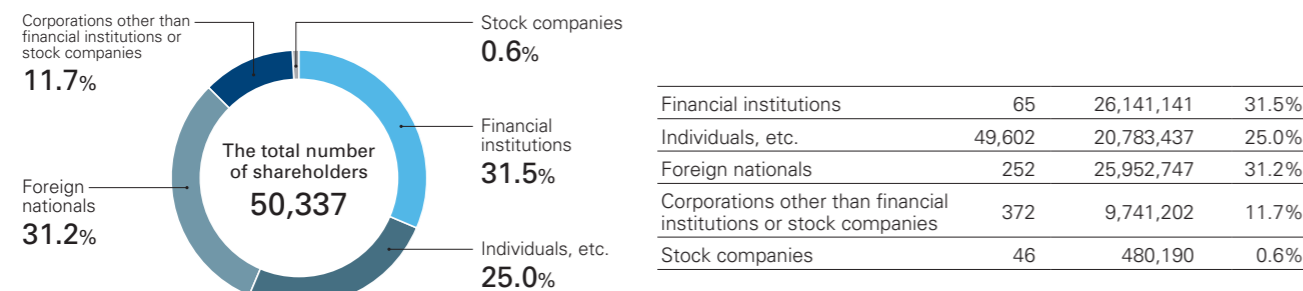 Corporations other than
financial institutions or
stock companies
11.7%
Stock companies
0.6%
Financial
institutions
31.5%
The total number
of shareholders
50,337
Foreign
nationals
31.2%
Individuals, etc.
25.0%
Financial institutions 65 26,141,141 31.5%
Individuals, etc. 49,602 20,783,437 25.0%
Foreign nationals 252 25,952,747 31.2%
Corporations other than financial
institutions or stock companies 372 9,741,202 11.7%
Stock companies 46 480,190 0.6%